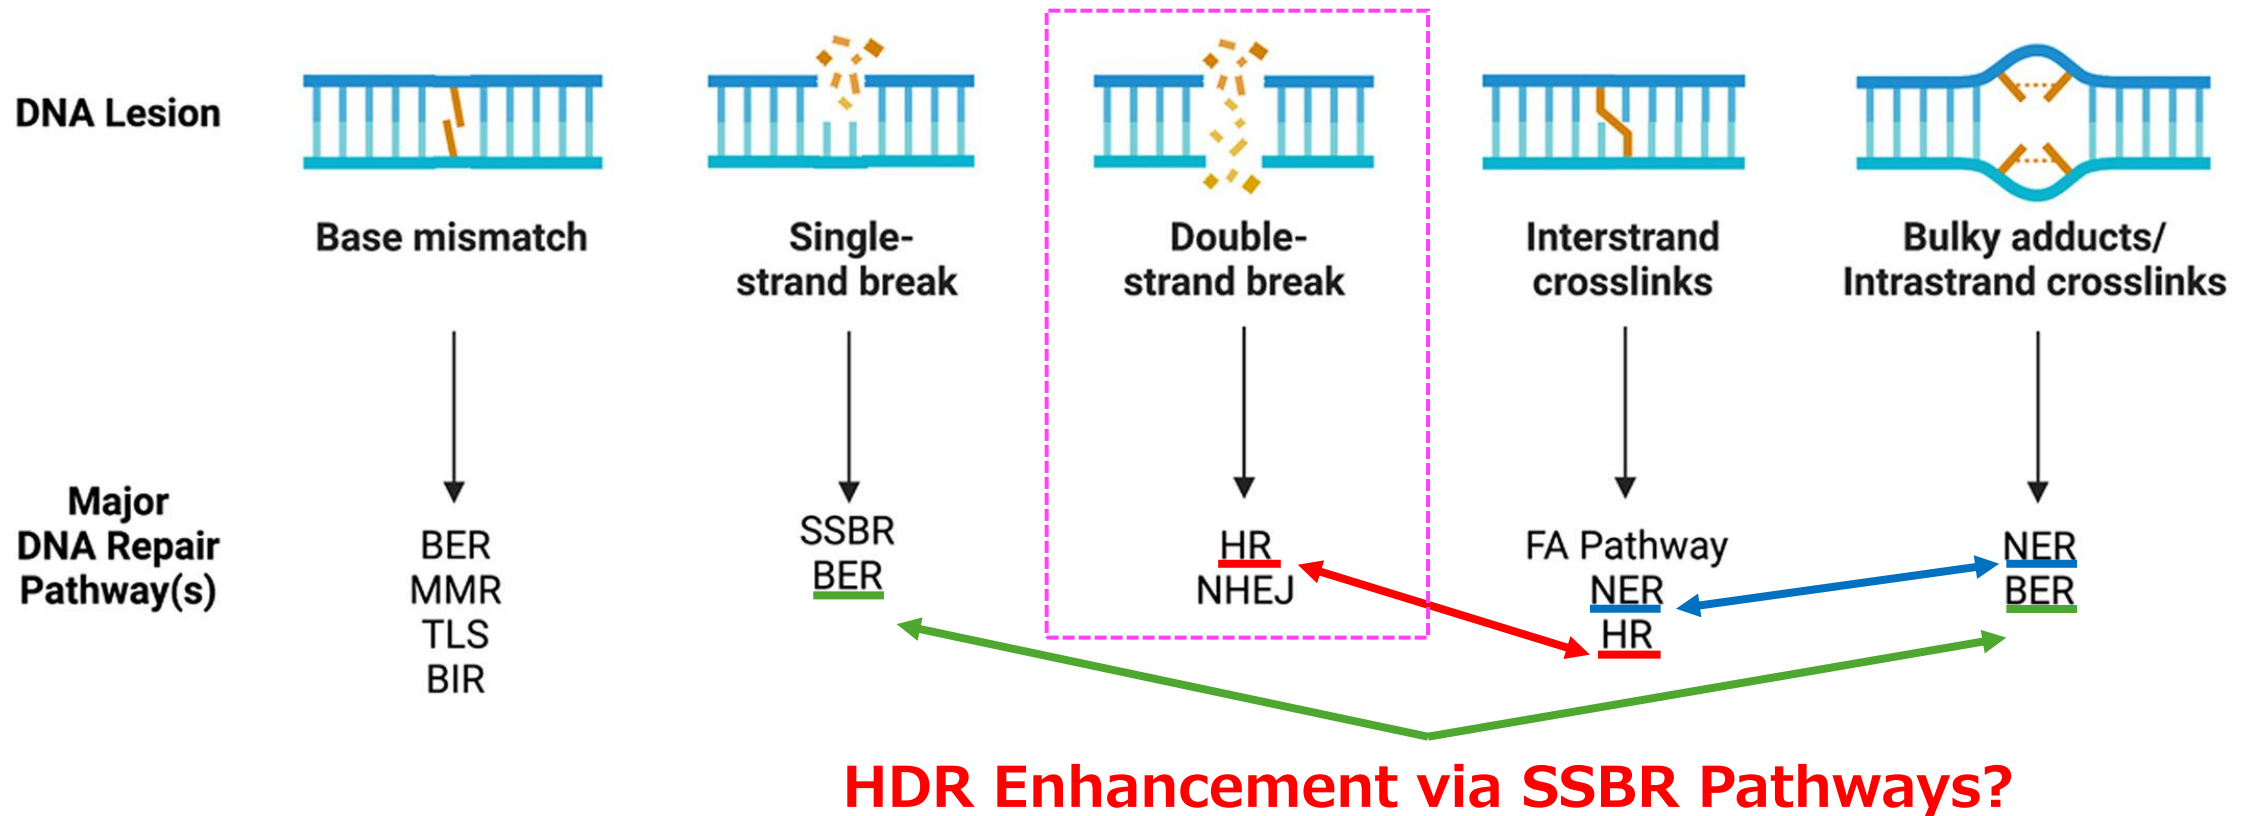 DNA Lesion
Base mismatch
Single-
strand break
Double-
strand break
Interstrand
crosslinks
Bulky adducts/
Intrastrand crosslinks
Major
DNA Repair
Pathway(s)
BER
MMR
TLS
BIR
SSBR
BER
HR
NHEJ
FA Pathway
NER
HR
NER
BER
HDR Enhancement via SSBR Pathways?